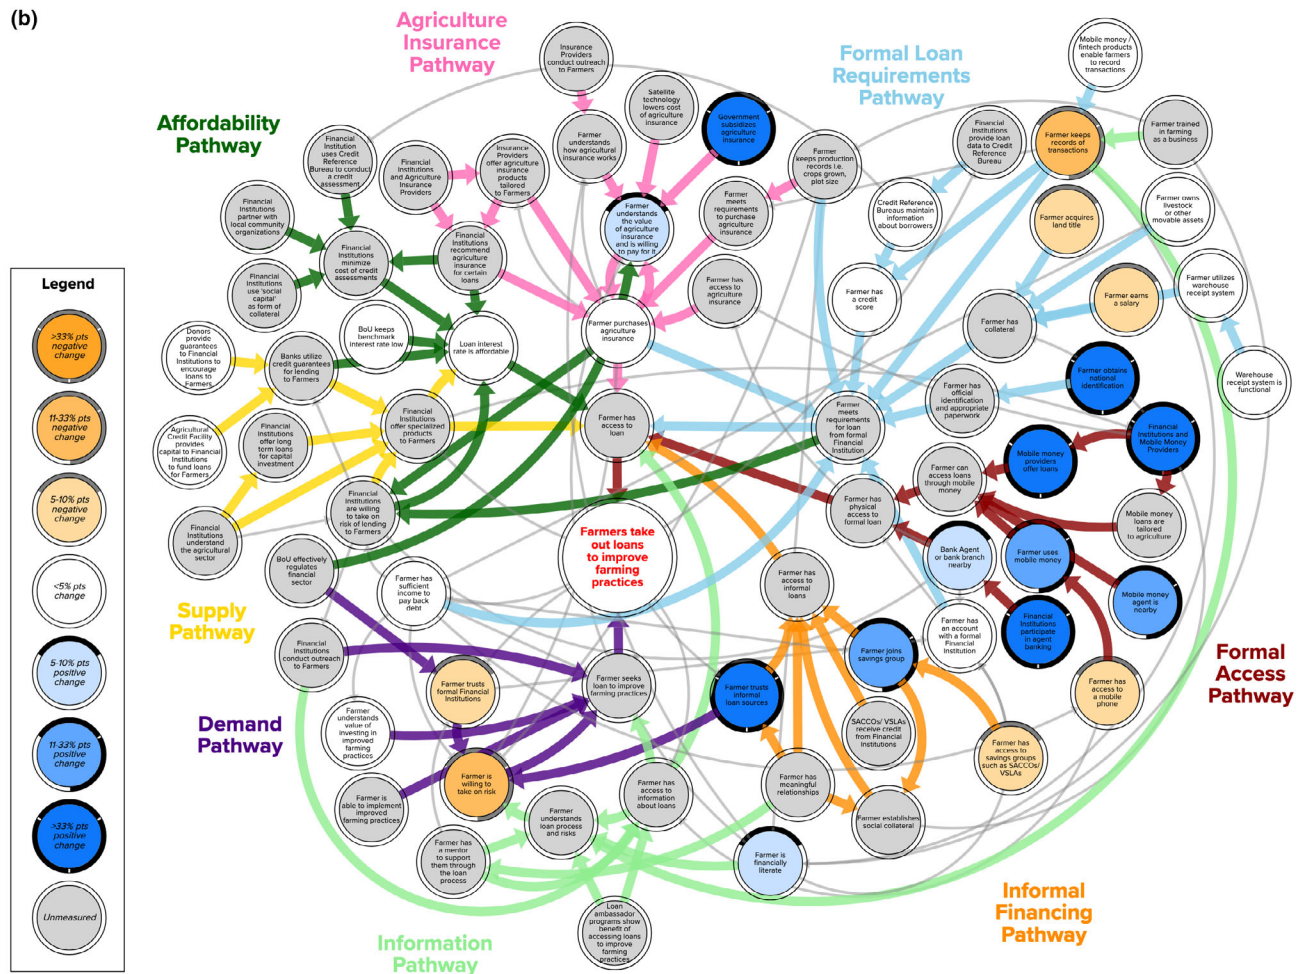 (b)
Agriculture
Insurance
Pathway
Formal Loan
Requirements
Pathway
Affordability
Pathway
Supply
Pathway
Demand
Pathway
Information
Pathway
Informal
Financing
Pathway
Formal
Access
Pathway
Legend
>33% pts
negative
change
11-33% pts
negative
change
5-10% pts
negative
change
<5% pts
change
5-10% pts
positive
change
11-33% pts
positive
change
>33% pts
positive
change
Unmeasured
Insurance
Providers
conduct outreach
to Farmers
Satellite
technology
lowers cost
of agriculture
insurance
Government
subsidizes
agriculture
insurance
Farmer
understands
how agricultural
insurance works
Financial
Institution
uses Credit
Reference
Bureau to conduct
a credit
assessment
Financial
Institutions
and Agriculture
Insurance
Providers
Insurance
Providers
offer agriculture
insurance
products
tailored
to Farmers
Farmer
keeps production
records i.e.
crops grown,
plot size
Financial
Institutions
provide loan
data to Credit
Reference
Bureau
Mobile money /
fintech products
enable farmers
to record
transactions
Farmer keeps
records of
transactions
Farmer trained
in farming
as a business
Financial
Institutions
partner with
local community
organizations
Financial
Institutions
minimize
cost of credit
assessments
Financial
Institutions
recommend
agriculture
insurance
for certain
loans
Farmer
understands
the value
of agriculture
insurance
and is willing
to pay for it
Farmer
meets
requirements
to purchase
agriculture
insurance
Credit Reference
Bureaus maintain
information
about borrowers
Farmer acquires
land title
Farmer owns
livestock
or other
movable assets
Financial
Institutions
use 'social
capital'
as form of
collateral
Farmer has
access to
agriculture
insurance
Farmer has
a credit
score
Farmer earns
a salary
Farmer utilizes
warehouse
receipt system
Donors
provide
guarantees
to Financial
Institutions to
encourage
loans to
Farmers
BoU keeps
benchmark
interest rate low
Loan interest
rate is affordable
Farmer purchases
agriculture
insurance
Farmer has
collateral
Banks utilize
credit guarantees
for lending
to Farmers
Farmer has
official
identification
and appropriate
paperwork
Farmer obtains
national
identification
Warehouse
receipt system is
functional
Agricultural
Credit Facility
provides
capital to Financial
Institutions
to fund loans
for Farmers
Financial
Institutions
offer long
term loans
for capital
investment
Financial
Institutions
offer specialized
products
to Farmers
Farmer has
access to
loan
Farmer
meets
requirements
for loan
from formal
Financial
Institution
Financial
Institutions and
Mobile Money
Providers
Mobile money
providers
offer loans
Farmer can
access loans
through mobile
money
Financial
Institutions
understand
the agricultural
sector
Financial
Institutions
are willing
to take on
risk of lending
to Farmers
Farmer has
physical
access to
formal loan
Mobile money
loans are
tailored
to agriculture
Farmers take
out loans
to improve
farming
practices
BoU effectively
regulates
financial
sector
Farmer has
sufficient
income to
pay back
debt
Farmer has
access to
informal
loans
Bank Agent
or bank branch
nearby
Farmer uses
mobile money
Mobile money
agent is
nearby
Farmer has
an account
with a formal
Financial
Institution
Financial
Institutions
participate
in agent
banking
Financial
Institutions
conduct outreach
to Farmers
Farmer trusts
formal Financial
Institutions
Farmer seeks
loan to improve
farming practices
Farmer trusts
informal
loan sources
Farmer joins
savings group
Farmer has
access to
a mobile
phone
Farmer
understands
value of
investing in
improved
farming
practices
SACCOs/ VSLAs
receive credit
from Financial
Institutions
Farmer has
access to
savings groups
such as SACCOs/
VSLAs
Farmer is
willing to
take on risk
Farmer has
access to
information
about loans
Farmer has
meaningful
relationships
Farmer is
able to implement
improved
farming practices
Farmer
understands
loan process
and risks
Farmer establishes
social collateral
Farmer has
a mentor
to support
them through
the loan
process
Farmer is
financially
literate
Loan
ambassador
programs show
benefit of
accessing loans
to improve
farming
practices